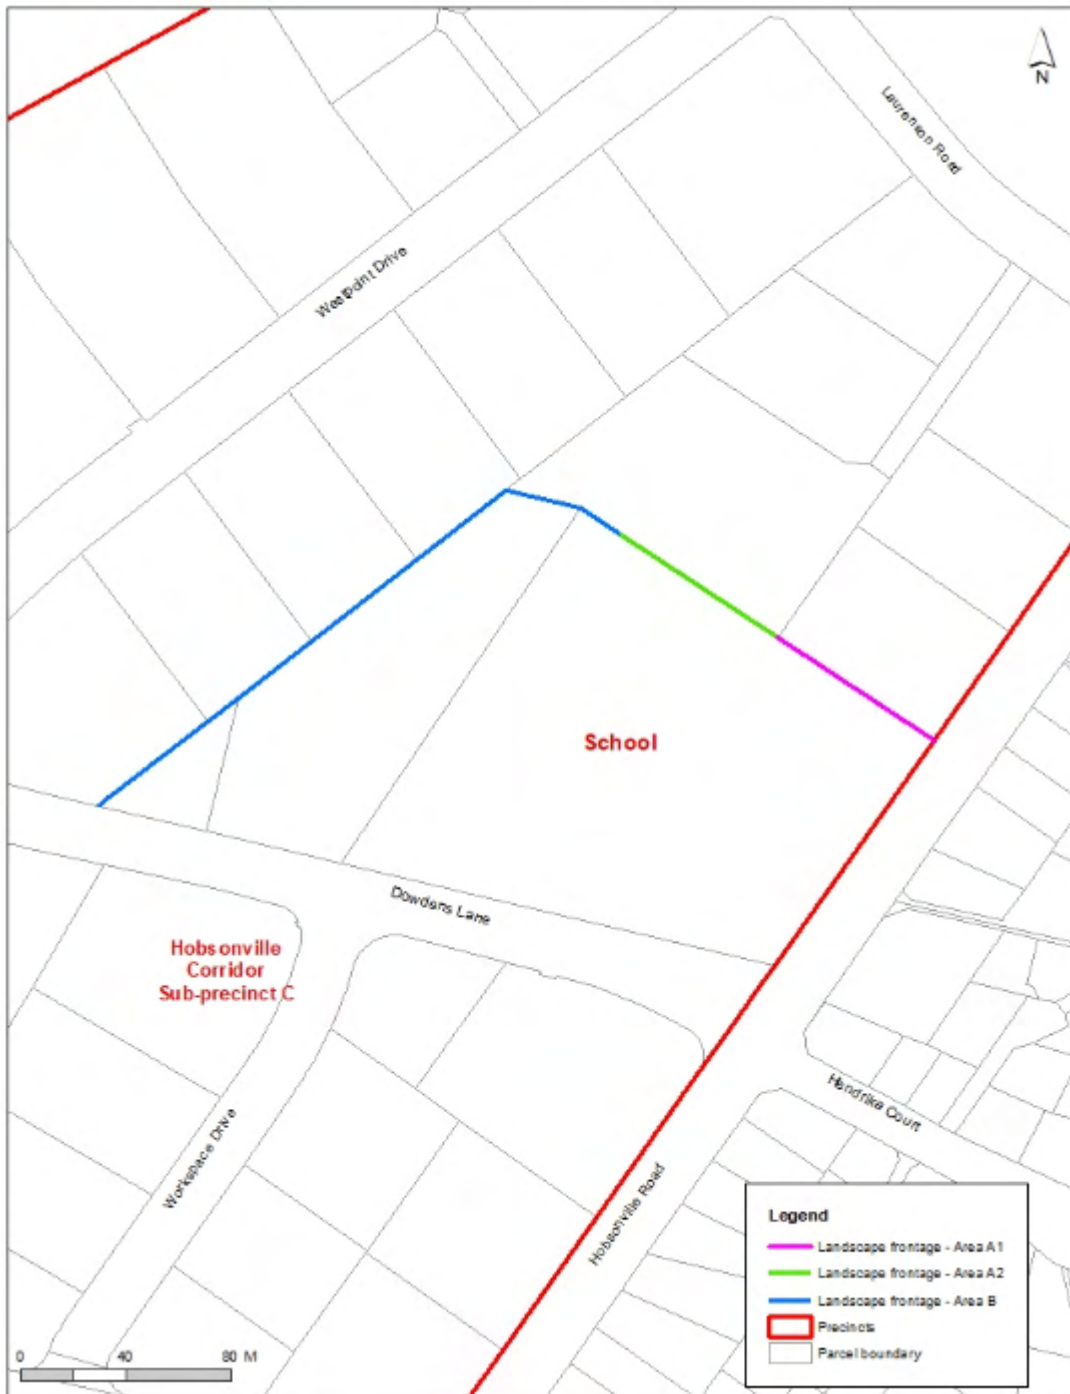 N
Laurenson Road
Westpoint Drive
School
Dowdens Lane
Hobsonville
Corridor
Sub-precinct C
Hendrika Court
Workspace Drive
Hobsonville Road
Legend
Landscape frontage - Area A1
Landscape frontage - Area A2
Landscape frontage - Area B
Precincts
Parcel boundary
0 40 80 M